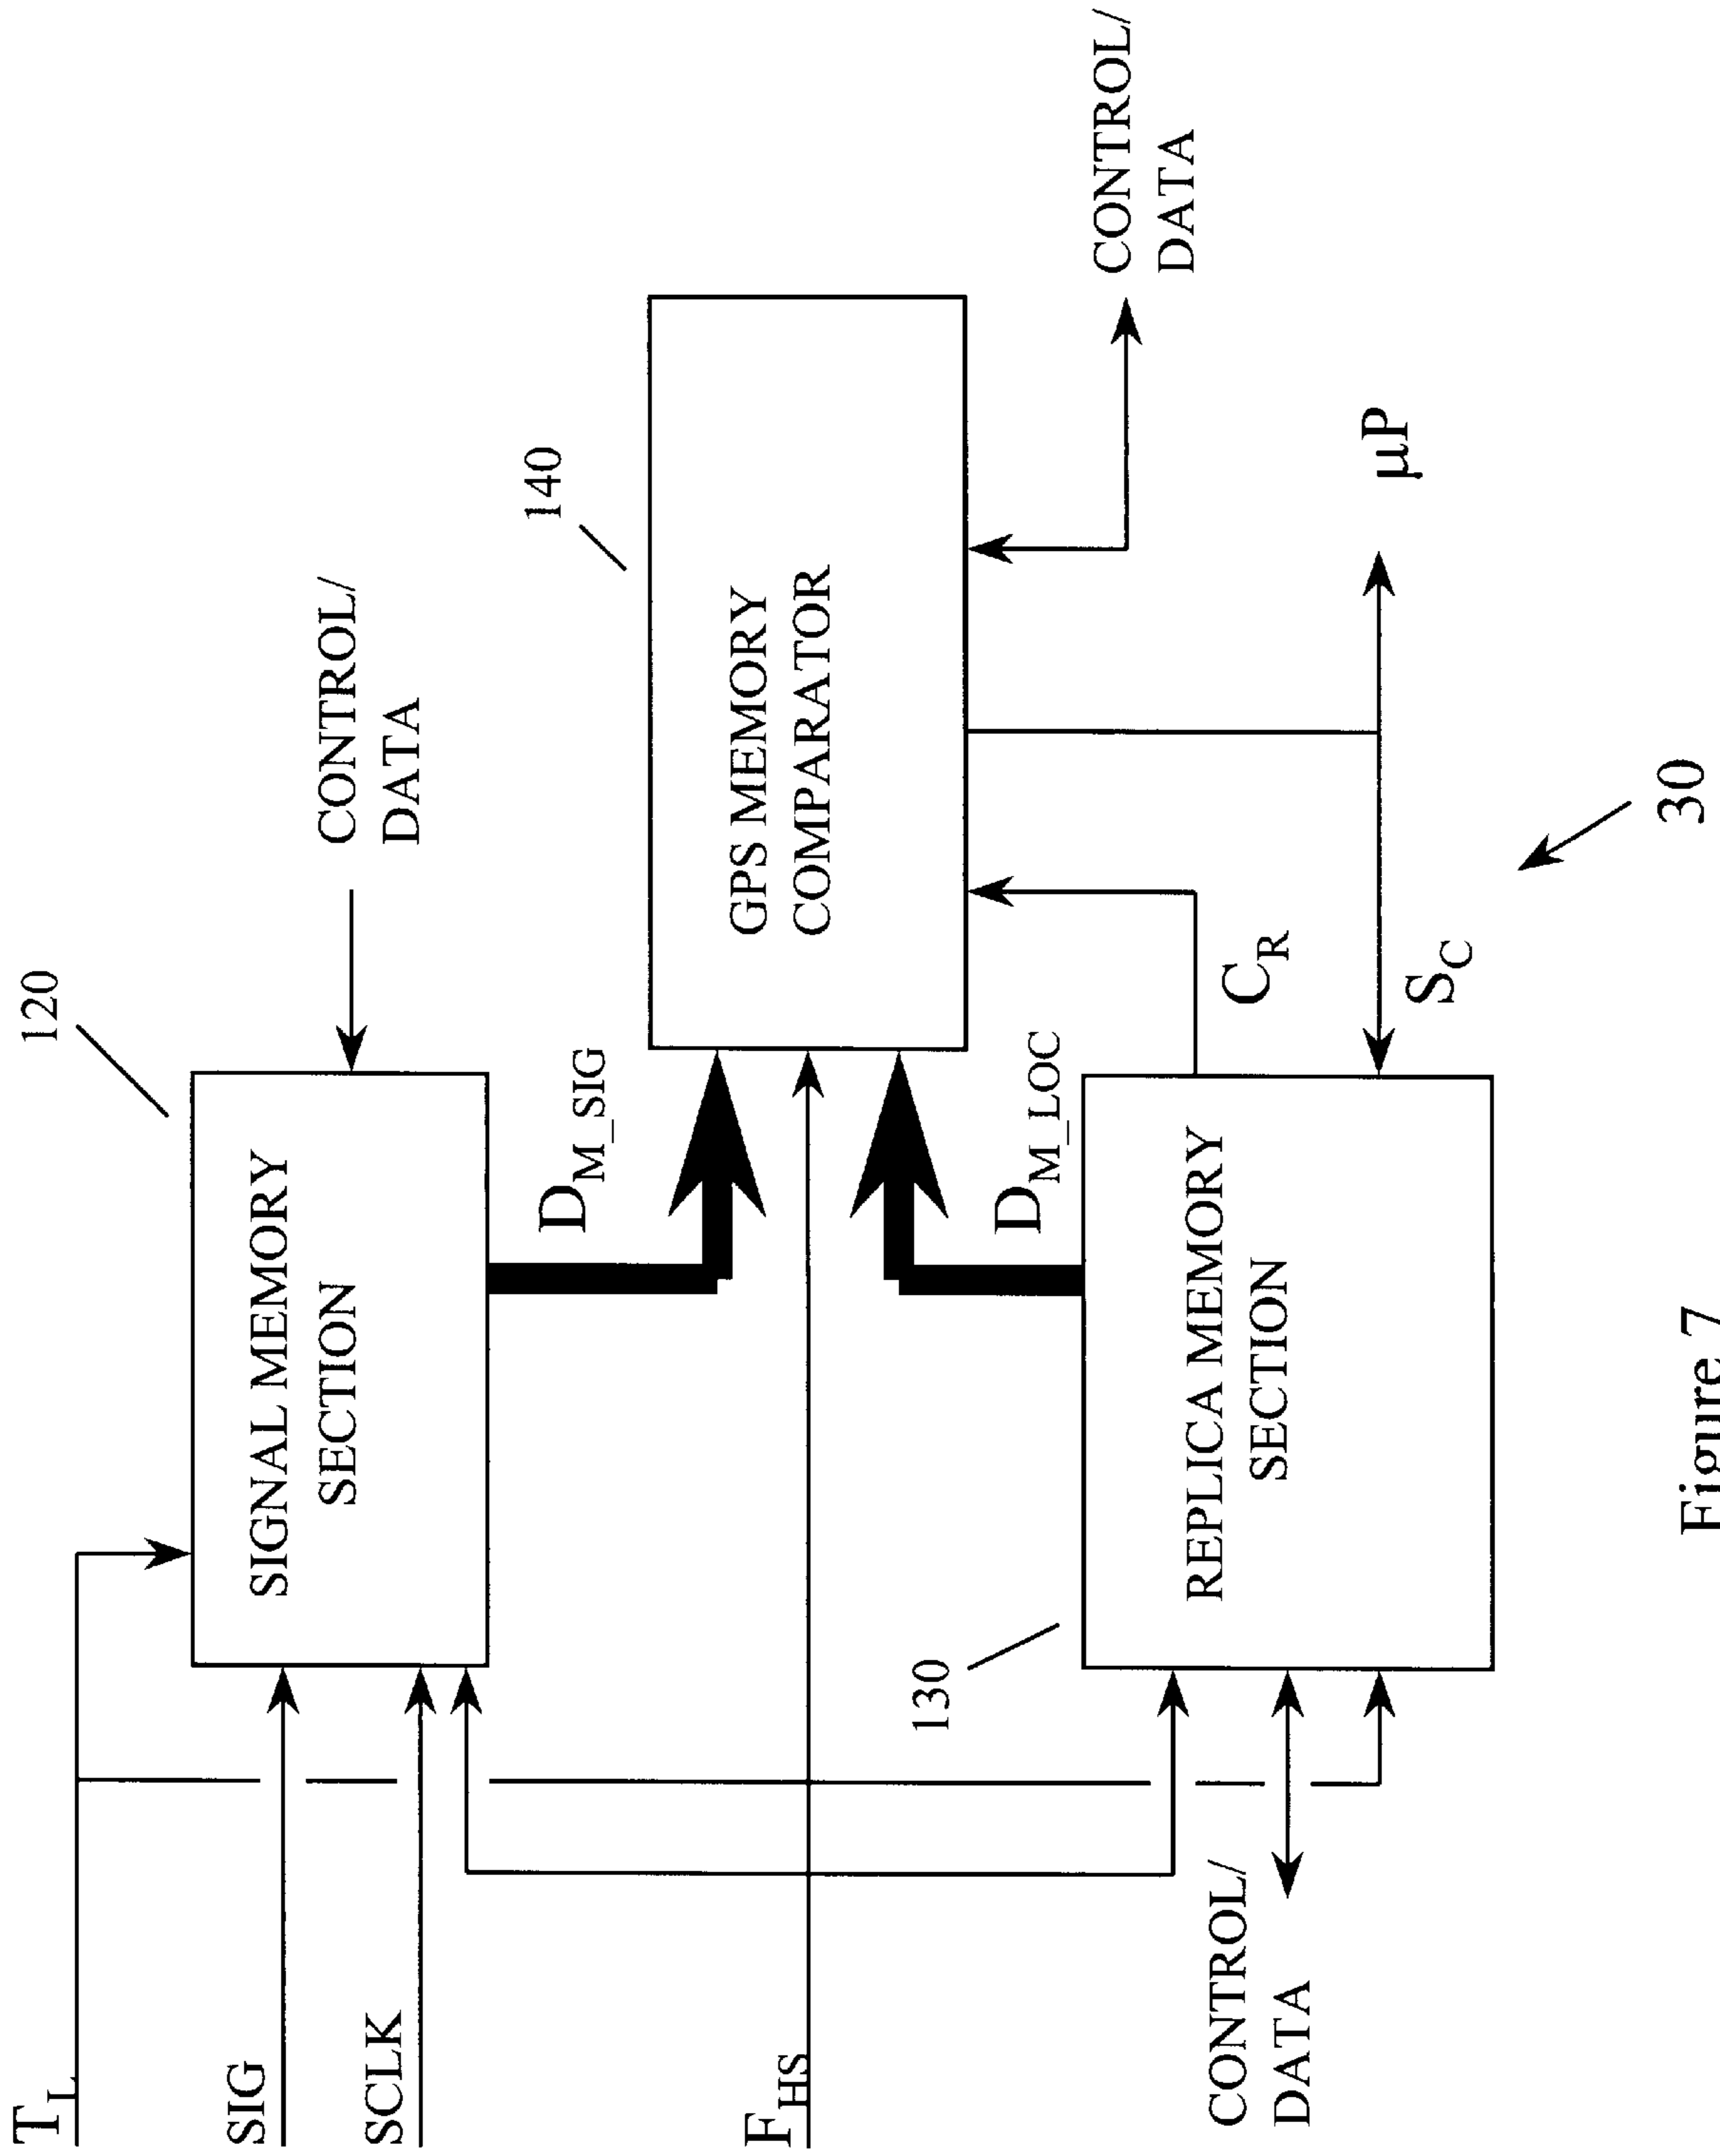 T_L
SIG
SCLK
F_HS
CONTROL/
DATA
120
SIGNAL MEMORY
SECTION
CONTROL/
DATA
D_M_SIG
140
GPS MEMORY
COMPARATOR
130
REPLICA MEMORY
SECTION
D_M_LOC
C_R
S_C
CONTROL/
DATA
µP
30
Figure 7